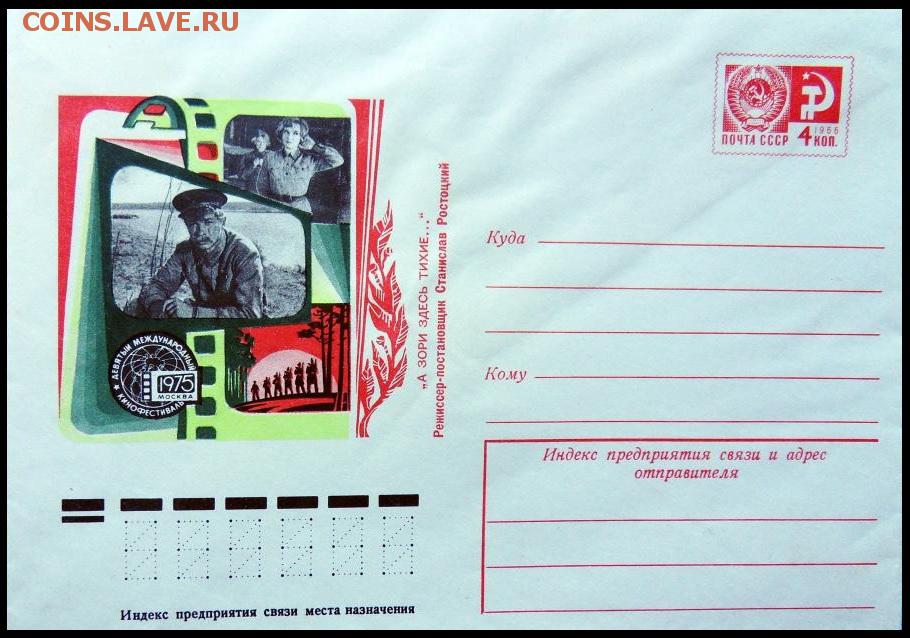 COINS.LAVE.RU
ПОЧТА СССР
1966
4 КОП.
„А ЗОРИ ЗДЕСЬ ТИХИЕ..."
Режиссер-постановщик Станислав Ростоцкий
★ ДЕВЯТЫЙ МЕЖДУНАРОДНЫЙ
1975
МОСКВА
КИНОФЕСТИВАЛЬ
Куда
Кому
Индекс предприятия связи и адрес
отправителя
Индекс предприятия связи места назначения